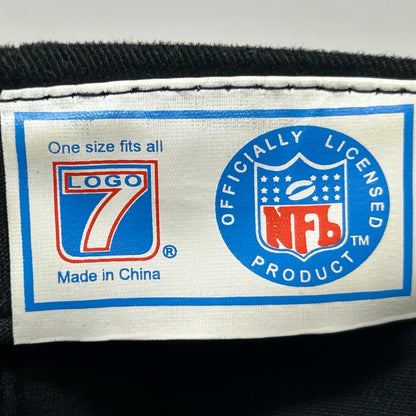 One size fits all
LOGO
7
®
Made in China
OFFICIALLY LICENSED
NFL
PRODUCT
TM